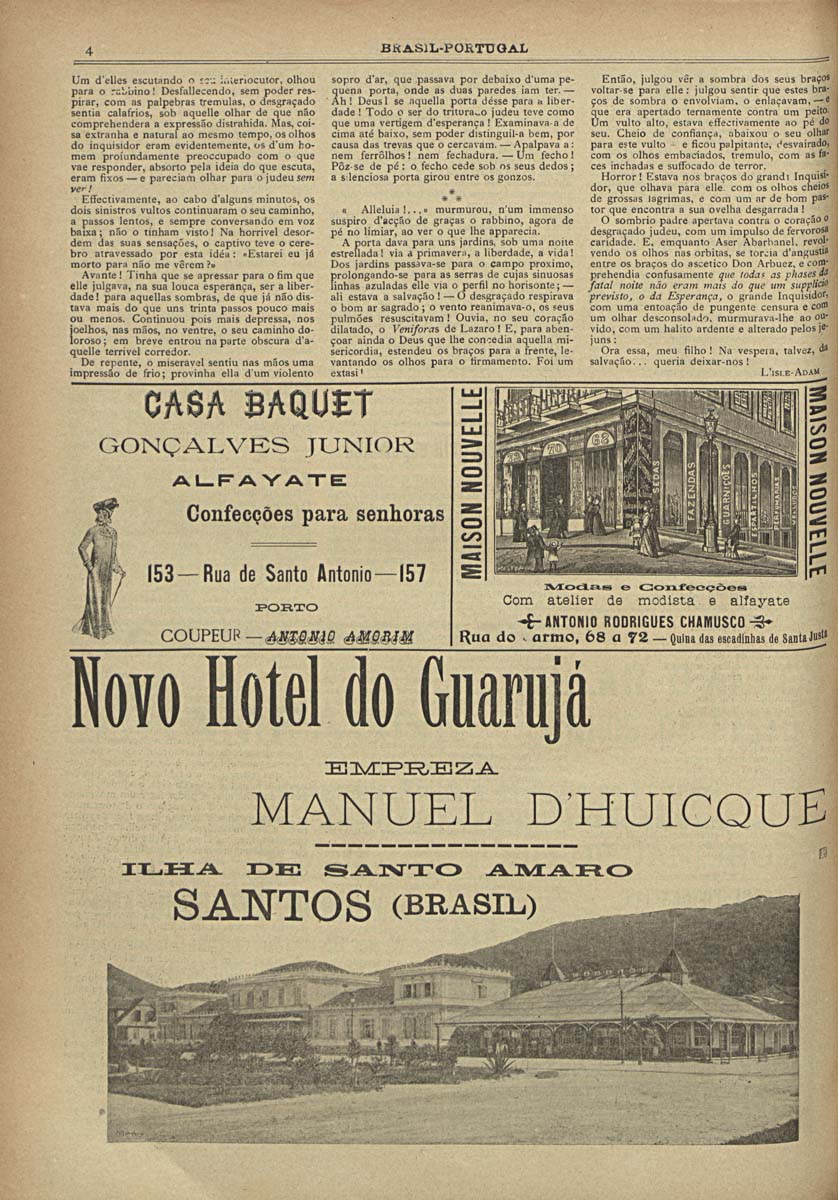 4
BRASIL-PORTUGAL
Um d'elles escutando o seu interlocutor, olhou
para o rabbino! Desfallecendo, sem poder res-
pirar, com as palpebras tremulas, o desgraçado
sentia calafrios, sob aquelle olhar de que não
comprehendera a expressão distrahida. Mas, coi-
sa extranha e natural ao mesmo tempo, os olhos
do inquisidor eram evidentemente, os d'um ho-
mem profundamente preoccupado com o que
vae responder, absorto pela ideia do que escuta,
eram fixos — e pareciam olhar para o judeu sem
ver!
Effectivamente, ao cabo d'alguns minutos, os
dois sinistros vultos continuaram o seu caminho,
a passos lentos, e sempre conversando em voz
baixa; não o tinham visto! Na horrivel desor-
dem das suas sensações, o captivo teve o cere-
bro atravessado por esta idéa: «Estarei eu já
morto para não me vêrem?»
Avante! Tinha que se apressar para o fim que
elle julgava, na sua louca esperança, ser a liber-
dade! para aquellas sombras, de que já não dis-
tava mais do que uns trinta passos pouco mais
ou menos. Continuou pois mais depressa, nos
joelhos, nas mãos, no ventre, o seu caminho do-
loroso; em breve entrou na parte obscura d'a-
quelle terrivel corredor.
De repente, o miseravel sentiu nas mãos uma
impressão de frio; provinha ella d'um violento
sopro d'ar, que passava por debaixo d'uma pe-
quena porta, onde as duas paredes iam ter. —
Ah! Deus! se aquella porta désse para a liber-
dade! Todo o ser do triturado judeu teve como
que uma vertigem d'esperança! Examinava-a de
cima até baixo, sem poder distinguil-a bem, por
causa das trevas que o cercavam. — Apalpava a:
nem ferrôlhos! nem fechadura. — Um fecho!
Pôz-se de pé: o fecho cede sob os seus dedos;
a silenciosa porta girou entre os gonzos.
* * *
« Alleluia!...» murmurou, n'um immenso
suspiro d'acção de graças o rabbino, agora de
pé no limiar, ao ver o que lhe apparecia.
A porta dava para uns jardins, sob uma noite
estrellada! via a primavera, a liberdade, a vida!
Dos jardins passava-se para o campo proximo,
prolongando-se para as serras de cujas sinuosas
linhas azuladas elle via o perfil no horisonte; —
ali estava a salvação! — O desgraçado respirava
o bom ar sagrado; o vento reanimava-o, os seus
pulmões resuscitavam! Ouvia, no seu coração
dilatado, o Veniforas de Lazaro! E, para aben-
çoar ainda o Deus que lhe concedia aquella mi-
sericordia, estendeu os braços para a frente, le-
vantando os olhos para o firmamento. Foi um
extasi!
Então, julgou vêr a sombra dos seus braços
voltar-se para elle: julgou sentir que estes bra-
ços de sombra o envolviam, o enlaçavam, — e
que era apertado ternamente contra um peito.
Um vulto alto, estava effectivamente ao pé do
seu. Cheio de confiança, abaixou o seu olhar
para este vulto — e ficou palpitante, desvairado,
com os olhos embaciados, tremulo, com as fa-
ces inchadas e suffocado de terror.
Horror! Estava nos braços do grande Inquisi-
dor, que olhava para elle com os olhos cheios
de grossas lagrimas, e com um ar de bom pas-
tor que encontra a sua ovelha desgarrada!
O sombrio padre apertava contra o coração o
desgraçado judeu, com um impulso de fervorosa
caridade. E, emquanto Aser Abarbanel, revol-
vendo os olhos nas orbitas, se torcia d'angustia
entre os braços do ascetico Don Arbuez, e com-
prehendia confusamente que todas as phases da
fatal noite não eram mais do que um supplicio
previsto, o da Esperança, o grande Inquisidor,
com uma entoação de pungente censura e com
um olhar desconsolado, murmurava-lhe ao ou-
vido, com um halito ardente e alterado pelos je-
juns:
Ora essa, meu filho! Na vespera, talvez, da
salvação... queria deixar-nos!
L'ISLE-ADAM
CASA BAQUET
GONÇALVES JUNIOR
ALFAYATE
Confecções para senhoras
153 — Rua de Santo Antonio — 157
PORTO
COUPEUR — ANTONIO AMORIM
MAISON NOUVELLE
70
68
SEDAS
FAZENDAS
GUARNIÇÕES
ESPARTILHOS
PERFUMARIAS
MAISON NOUVELLE
Modas e Confecções
Com atelier de modista e alfayate
ANTONIO RODRIGUES CHAMUSCO
Rua do armo, 68 a 72 — Quina das escadinhas de Santa Justa
Novo Hotel do Guarujá
EMPREZA
MANUEL D'HUICQUE
ILHA DE SANTO AMARO
SANTOS (BRASIL)